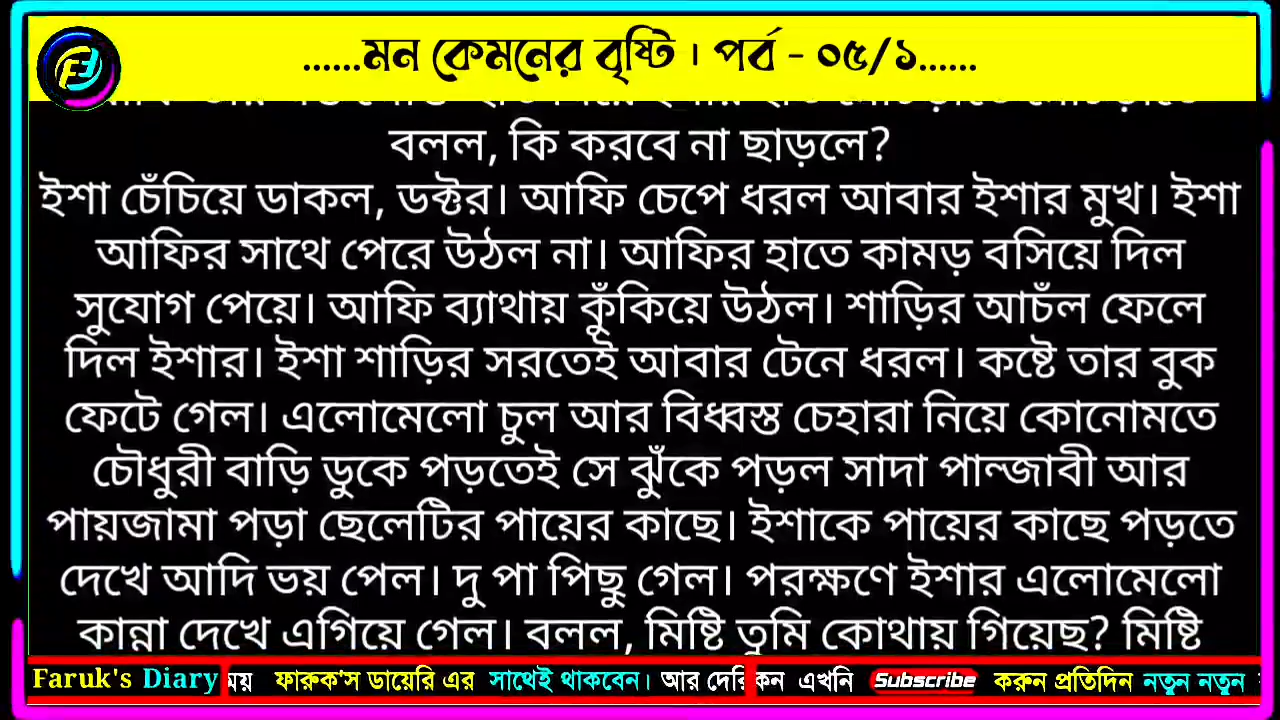 ......মন কেমনের বৃষ্টি । পর্ব - ০৫/১......
বলল, কি করবে না ছাড়লে?
ইশা চেঁচিয়ে ডাকল, ডক্টর। আফি চেপে ধরল আবার ইশার মুখ। ইশা
আফির সাথে পেরে উঠল না। আফির হাতে কামড় বসিয়ে দিল
সুযোগ পেয়ে। আফি ব্যাথায় কুঁকিয়ে উঠল। শাড়ির আচঁল ফেলে
দিল ইশার। ইশা শাড়ির সরতেই আবার টেনে ধরল। কষ্টে তার বুক
ফেটে গেল। এলোমেলো চুল আর বিধ্বস্ত চেহারা নিয়ে কোনোমতে
চৌধুরী বাড়ি ডুকে পড়তেই সে ঝুঁকে পড়ল সাদা পান্জাবী আর
পায়জামা পড়া ছেলেটির পায়ের কাছে। ইশাকে পায়ের কাছে পড়তে
দেখে আদি ভয় পেল। দু পা পিছু গেল। পরক্ষণে ইশার এলোমেলো
কান্না দেখে এগিয়ে গেল। বলল, মিষ্টি তুমি কোথায় গিয়েছ? মিষ্টি
Faruk's Diary ময় ফারুক'স ডায়েরি এর সাথেই থাকবেন। আর দেরি কন এখনি Subscribe করুন প্রতিদিন নতুন নতুন